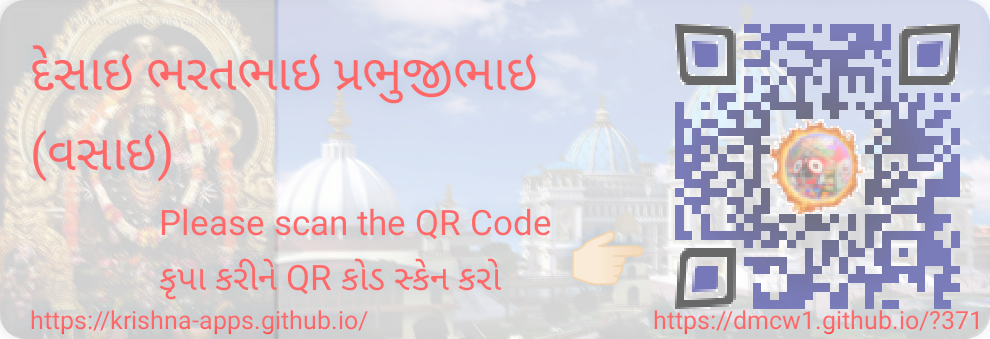 દેસાઇ ભરતભાઇ પ્રભુજીભાઇ
(વસાઇ)
Please scan the QR Code
કૃપા કરીને QR કોડ સ્કેન કરો
https://krishna-apps.github.io/
https://dmcw1.github.io/?371